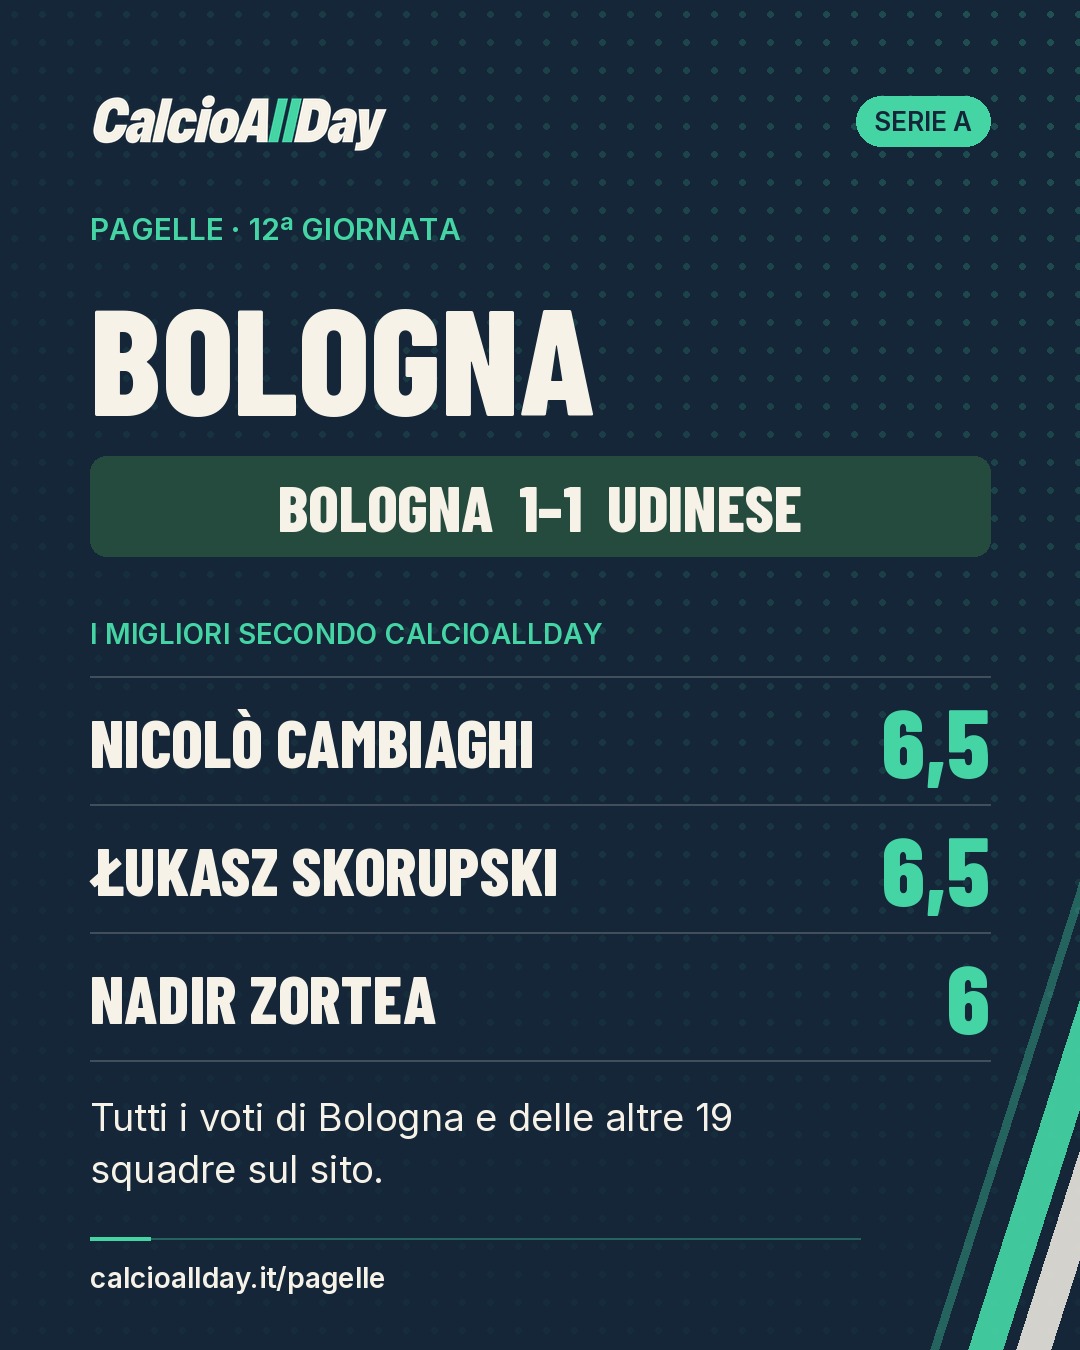 CalcioAllDay
SERIE A
PAGELLE · 12ª GIORNATA
BOLOGNA
BOLOGNA 1–1 UDINESE
I MIGLIORI SECONDO CALCIOALLDAY
NICOLÒ CAMBIAGHI 6,5
ŁUKASZ SKORUPSKI 6,5
NADIR ZORTEA 6
Tutti i voti di Bologna e delle altre 19
squadre sul sito.
calcioallday.it/pagelle